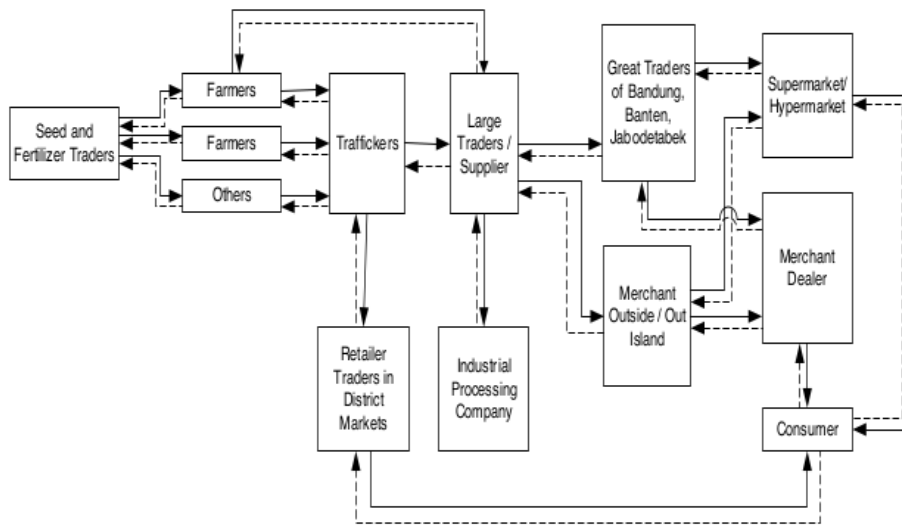 Seed and
Fertilizer Traders
Farmers
Farmers
Others
Traffickers
Large
Traders /
Supplier
Great Traders
of Bandung,
Banten,
Jabodetabek
Supermarket/
Hypermarket
Merchant
Outside / Out
Island
Merchant
Dealer
Retailer
Traders in
District
Markets
Industrial
Processing
Company
Consumer